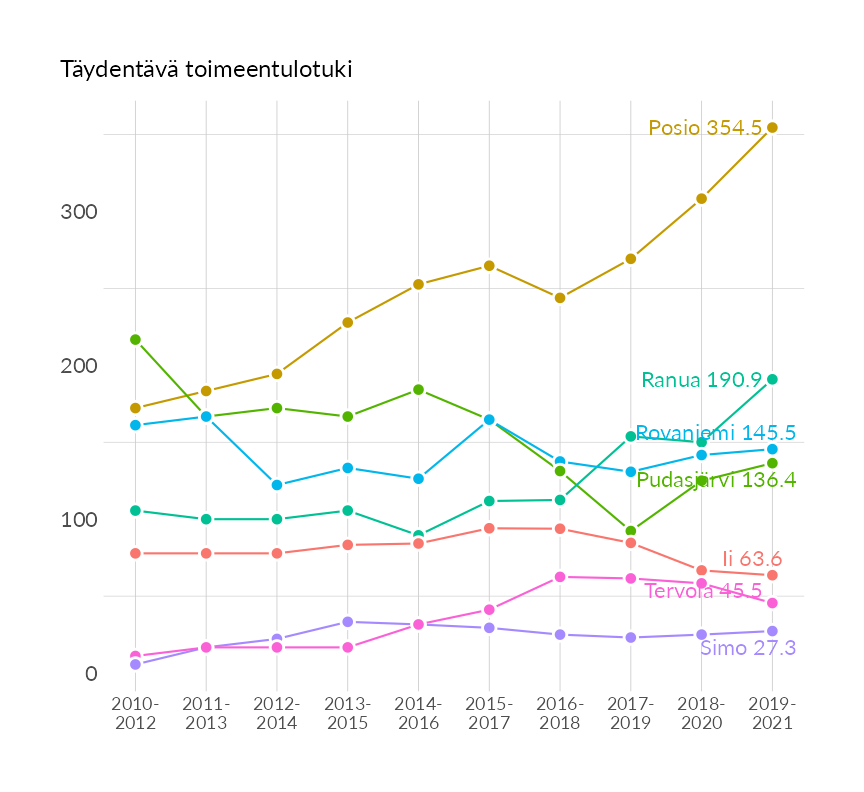 Täydentävä toimeentulotuki
Posio 354.5
300
200
Ranua 190.9
Rovaniemi 145.5
Pudasjärvi 136.4
100
Ii 63.6
Tervola 45.5
Simo 27.3
0
2010- 2011- 2012- 2013- 2014- 2015- 2016- 2017- 2018- 2019-
2012 2013 2014 2015 2016 2017 2018 2019 2020 2021